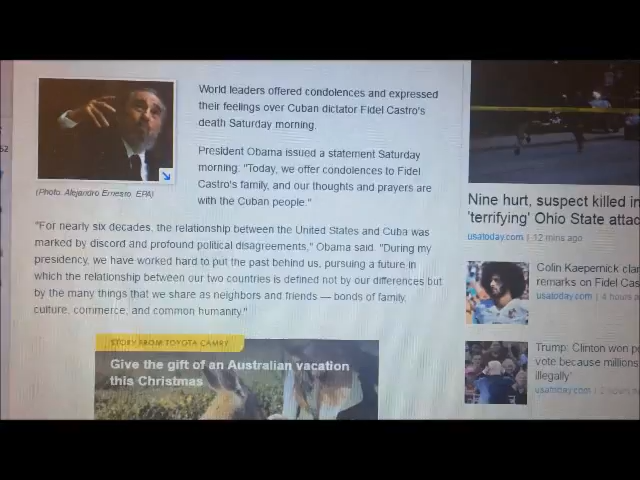 World leaders offered condolences and expressed
their feelings over Cuban dictator Fidel Castro's
death Saturday morning.
President Obama issued a statement Saturday
morning: "Today, we offer condolences to Fidel
Castro's family, and our thoughts and prayers are
with the Cuban people."
(Photo: Alejandro Ernesto, EPA)
"For nearly six decades, the relationship between the United States and Cuba was
marked by discord and profound political disagreements," Obama said. "During my
presidency, we have worked hard to put the past behind us, pursuing a future in
which the relationship between our two countries is defined not by our differences but
by the many things that we share as neighbors and friends — bonds of family,
culture, commerce, and common humanity."
STORY FROM TOYOTA CAMRY
Give the gift of an Australian vacation
this Christmas
Nine hurt, suspect killed in
'terrifying' Ohio State attac
usatoday.com | 12 mins ago
Colin Kaepernick clar
remarks on Fidel Cas
usatoday.com | 4 hours
Trump: Clinton won p
vote because millions
illegally'
usatoday.com | 2 hours